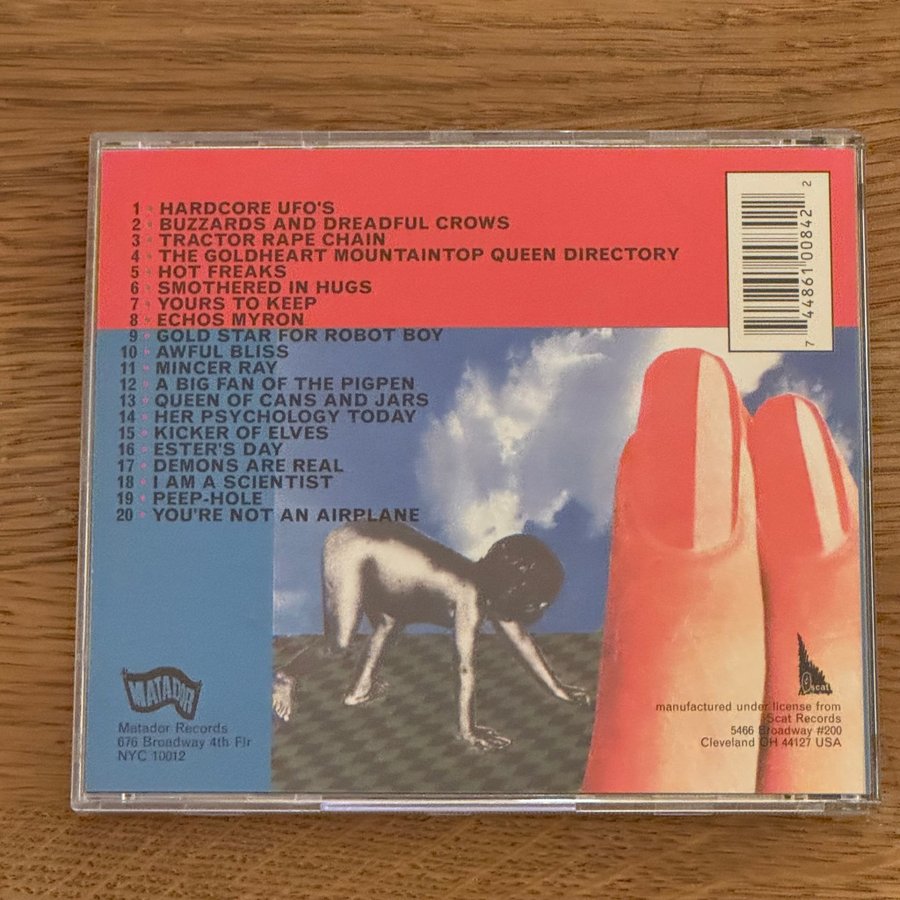 1 • HARDCORE UFO'S
2 • BUZZARDS AND DREADFUL CROWS
3 • TRACTOR RAPE CHAIN
4 • THE GOLDHEART MOUNTAINTOP QUEEN DIRECTORY
5 • HOT FREAKS
6 • SMOTHERED IN HUGS
7 • YOURS TO KEEP
8 • ECHOS MYRON
9 • GOLD STAR FOR ROBOT BOY
10 • AWFUL BLISS
11 • MINCER RAY
12 • A BIG FAN OF THE PIGPEN
13 • QUEEN OF CANS AND JARS
14 • HER PSYCHOLOGY TODAY
15 • KICKER OF ELVES
16 • ESTER'S DAY
17 • DEMONS ARE REAL
18 • I AM A SCIENTIST
19 • PEEP-HOLE
20 • YOU'RE NOT AN AIRPLANE
7 44861 00842 2
MATADOR
Matador Records
676 Broadway 4th Flr
NYC 10012
scat
manufactured under license from
Scat Records
5466 Broadway #200
Cleveland OH 44127 USA